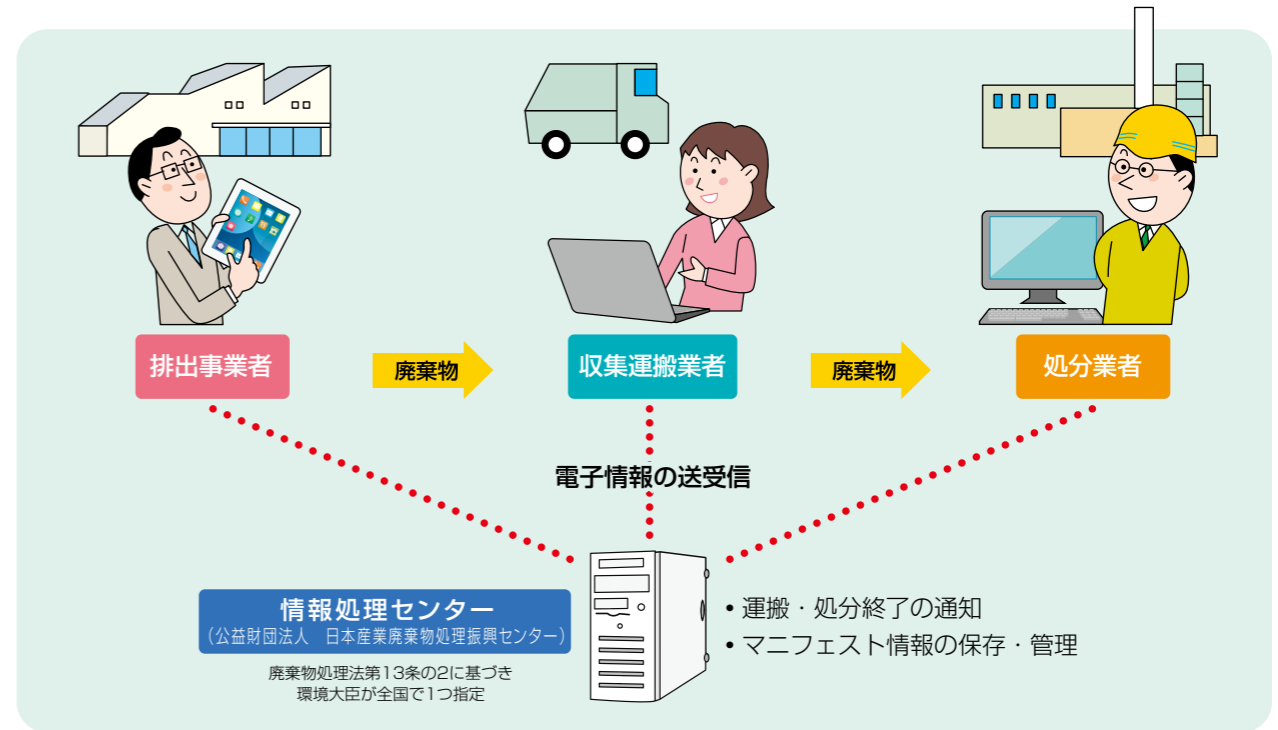 排出事業者
廃棄物
収集運搬業者
廃棄物
処分業者
電子情報の送受信
情報処理センター
(公益財団法人　日本産業廃棄物処理振興センター)
廃棄物処理法第13条の2に基づき
環境大臣が全国で1つ指定
• 運搬・処分終了の通知
• マニフェスト情報の保存・管理